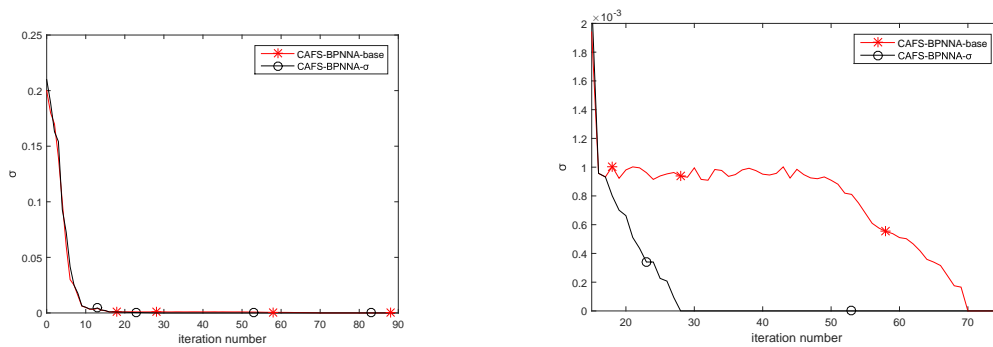 0.25
0.2
0.15
0.1
0.05
0
σ
0 10 20 30 40 50 60 70 80 90
iteration number
CAFS-BPNNA-base
CAFS-BPNNA-σ
×10⁻³
2
1.8
1.6
1.4
1.2
1
0.8
0.6
0.4
0.2
0
σ
20 30 40 50 60 70
iteration number
CAFS-BPNNA-base
CAFS-BPNNA-σ